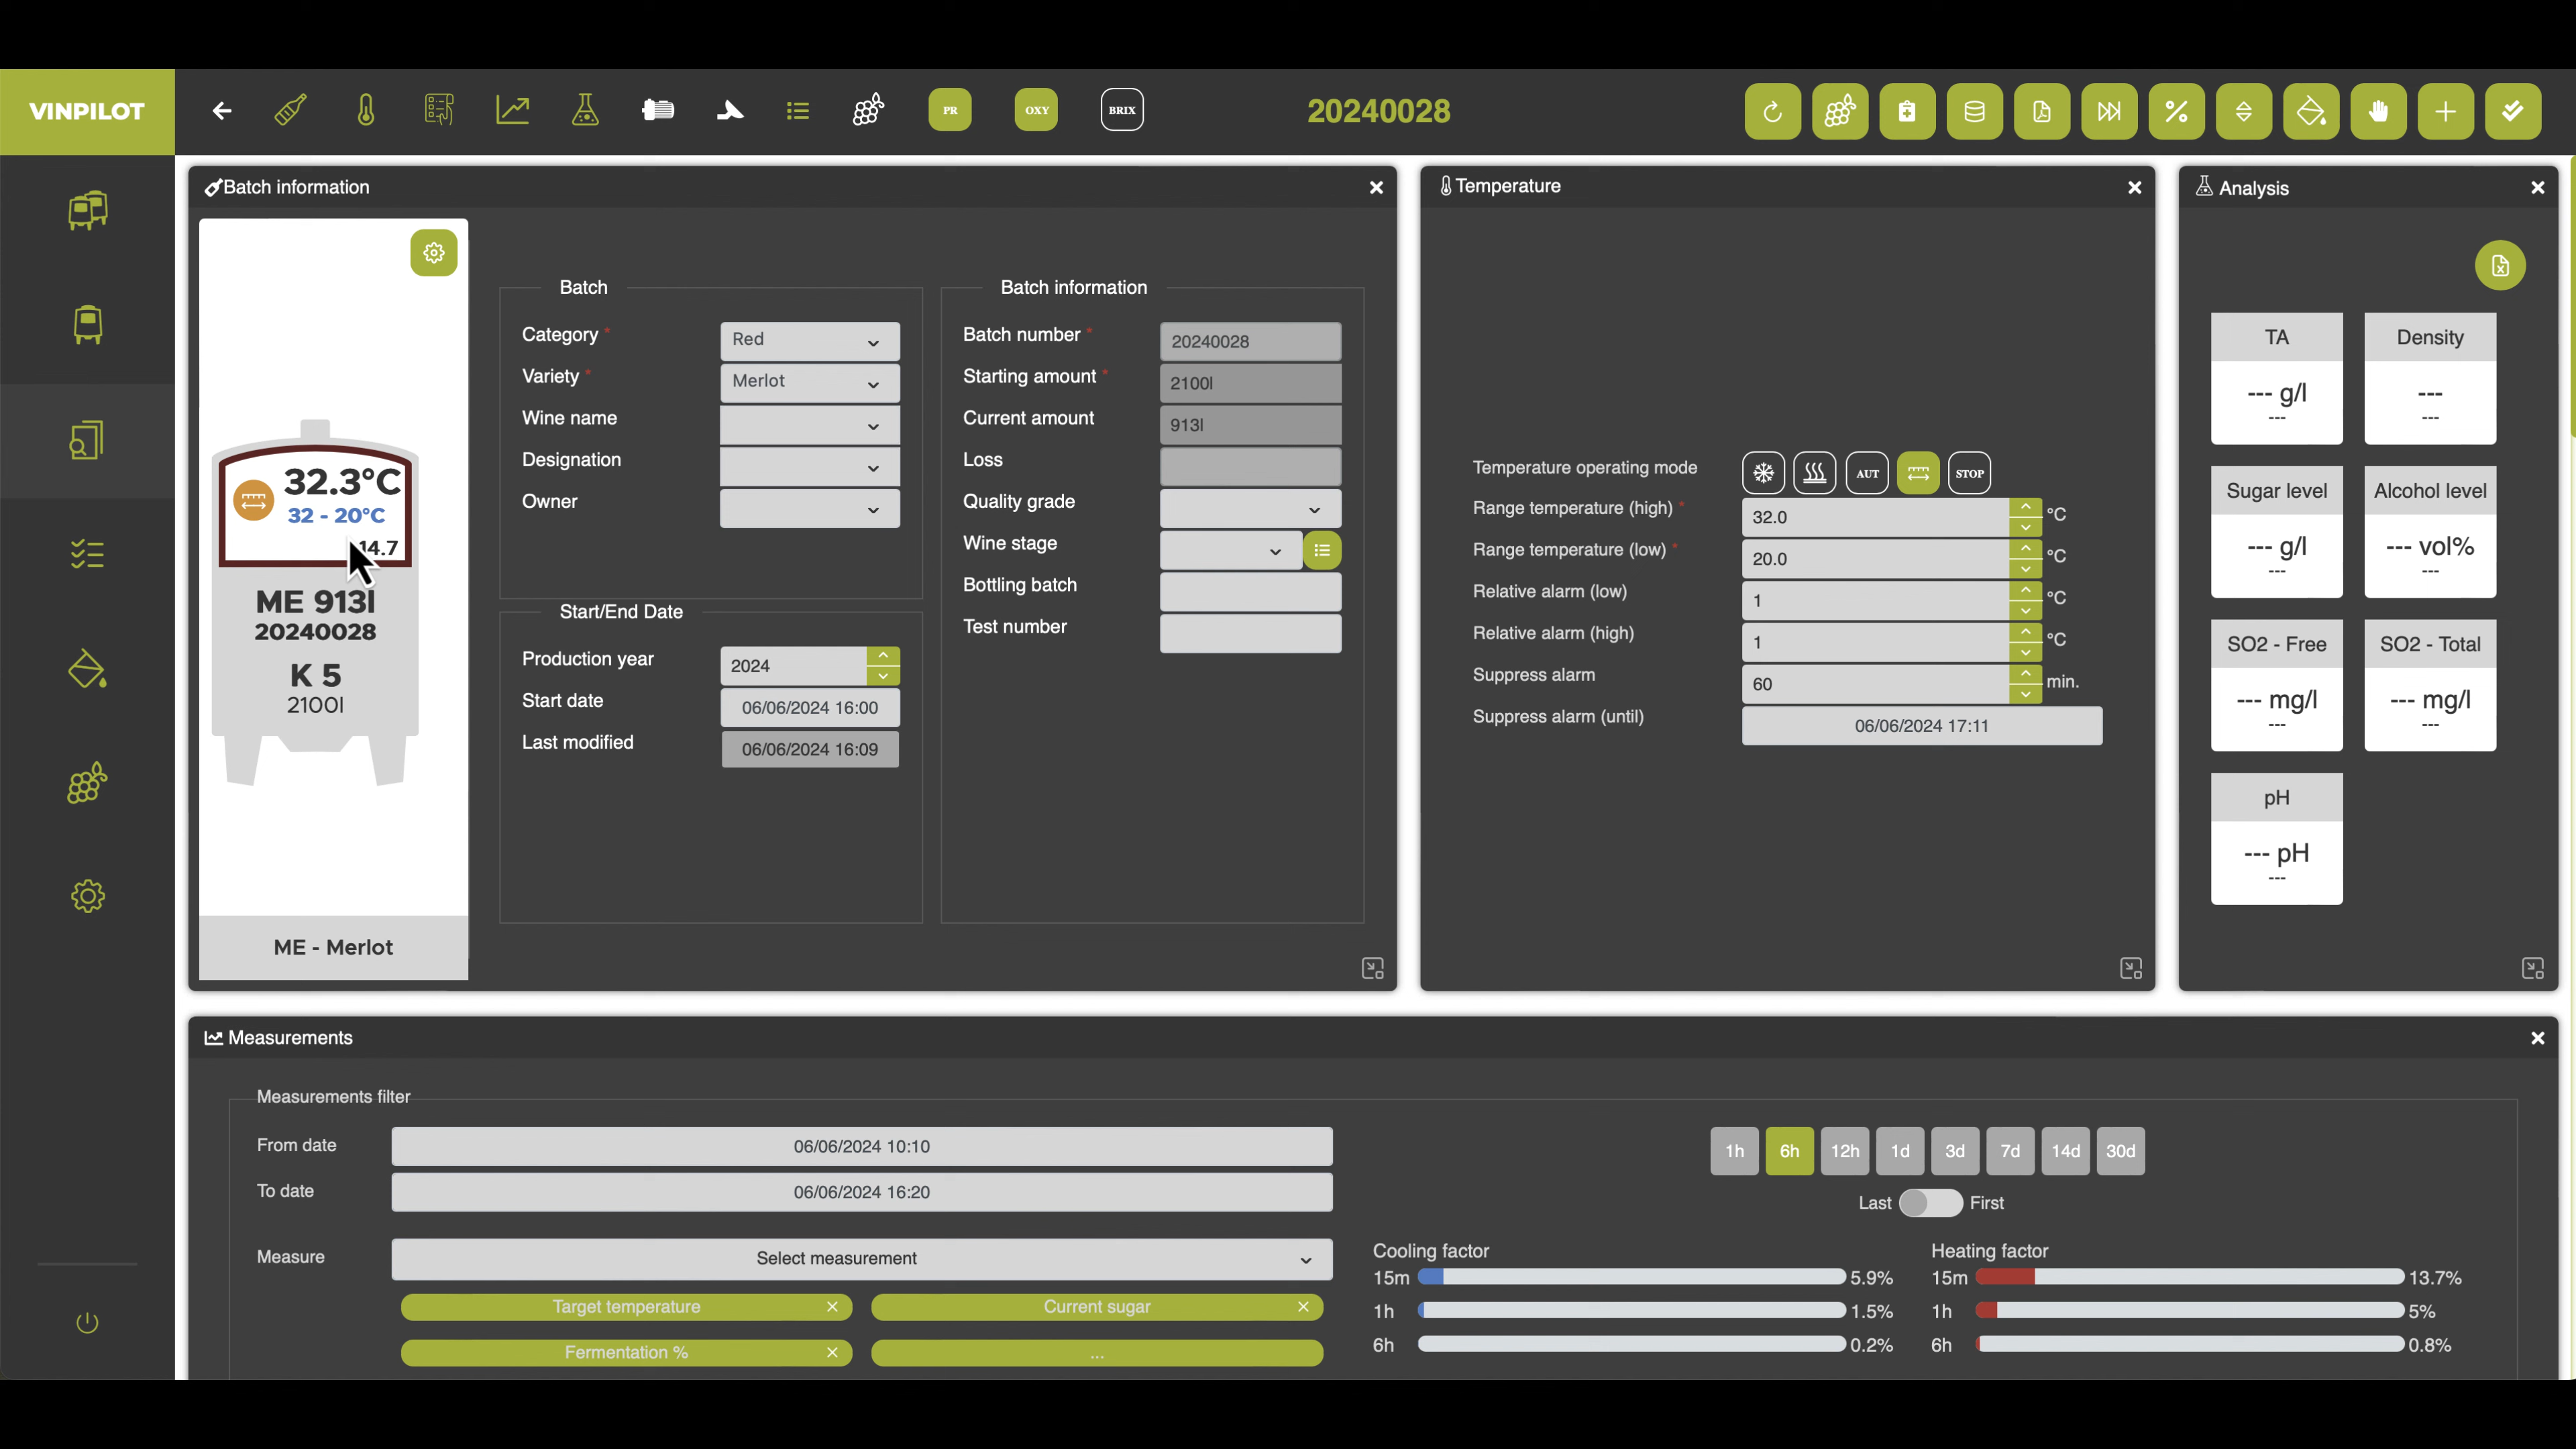 VINPILOT
PR
OXY
BRIX
20240028
Batch information
32.3°C
32 - 20°C
14.7
ME 913l
20240028
K 5
2100l
ME - Merlot
Batch
Category * Red
Variety * Merlot
Wine name
Designation
Owner
Start/End Date
Production year 2024
Start date 06/06/2024 16:00
Last modified 06/06/2024 16:09
Batch information
Batch number * 20240028
Starting amount * 2100l
Current amount 913l
Loss
Quality grade
Wine stage
Bottling batch
Test number
Temperature
Temperature operating mode AUT STOP
Range temperature (high) * 32.0 °C
Range temperature (low) * 20.0 °C
Relative alarm (low) 1 °C
Relative alarm (high) 1 °C
Suppress alarm 60 min.
Suppress alarm (until) 06/06/2024 17:11
Analysis
TA Density
--- g/l ---
--- ---
Sugar level Alcohol level
--- g/l --- vol%
--- ---
SO2 - Free SO2 - Total
--- mg/l --- mg/l
--- ---
pH
--- pH
---
Measurements
Measurements filter
From date 06/06/2024 10:10
To date 06/06/2024 16:20
Measure Select measurement
Target temperature Current sugar
Fermentation % ...
1h 6h 12h 1d 3d 7d 14d 30d
Last First
Cooling factor
15m 5.9%
1h 1.5%
6h 0.2%
Heating factor
15m 13.7%
1h 5%
6h 0.8%